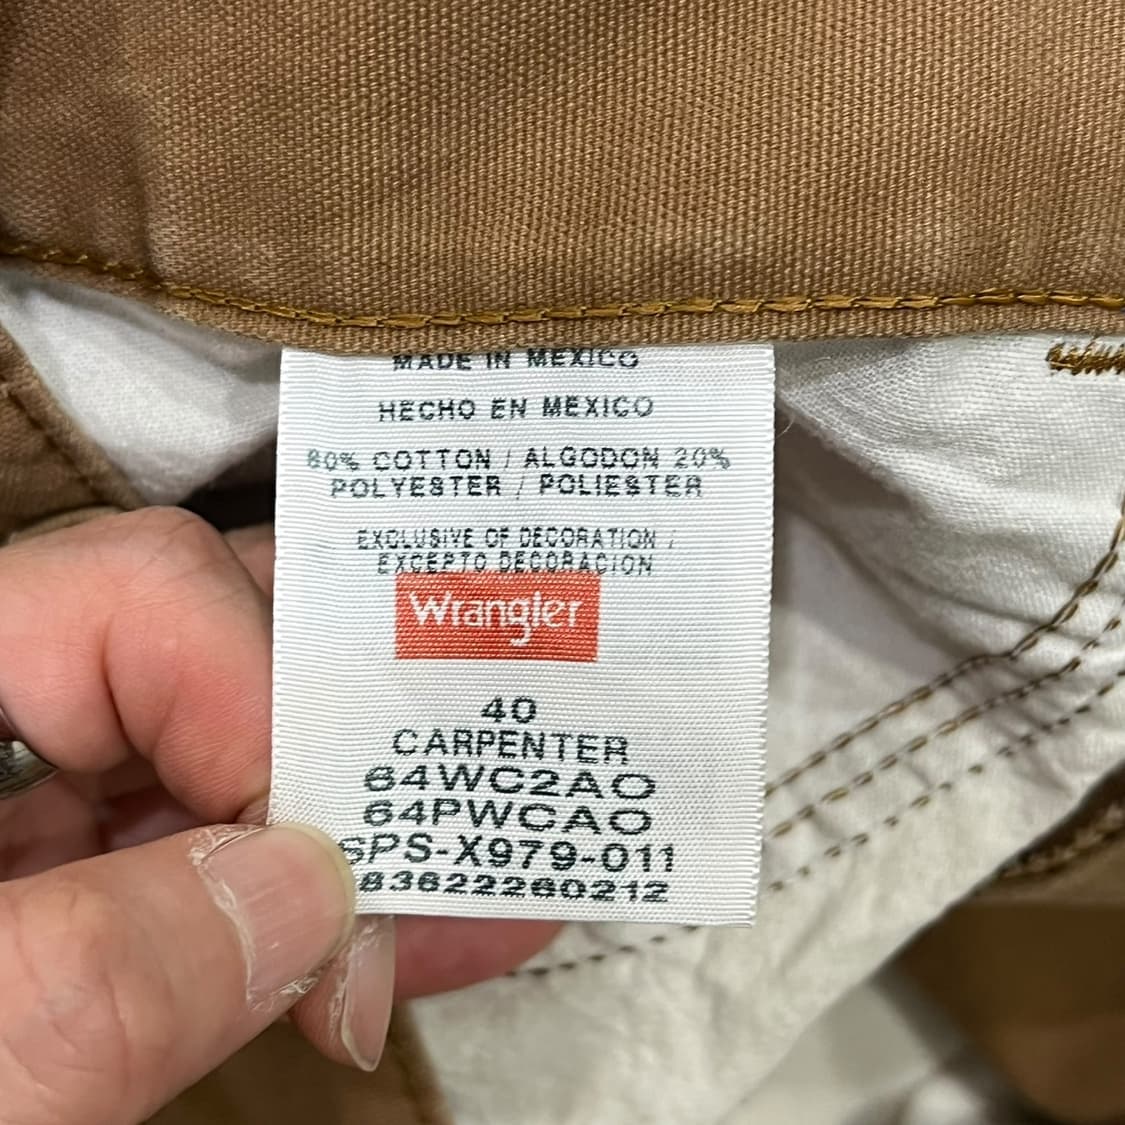 MADE IN MEXICO
HECHO EN MEXICO
80% COTTON / ALGODON 20%
POLYESTER / POLIESTER
EXCLUSIVE OF DECORATION /
EXCEPTO DECORACION
Wrangler
40
CARPENTER
64WC2AO
64PWCAO
SPS-X979-011
83622260212